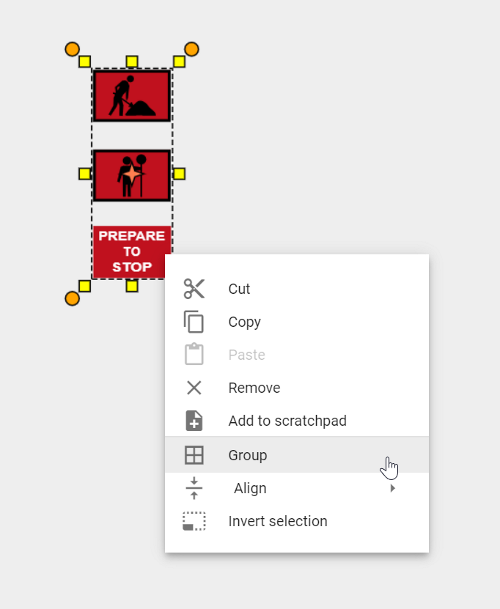 PREPARE
TO
STOP
Cut
Copy
Paste
Remove
Add to scratchpad
Group
Align
Invert selection